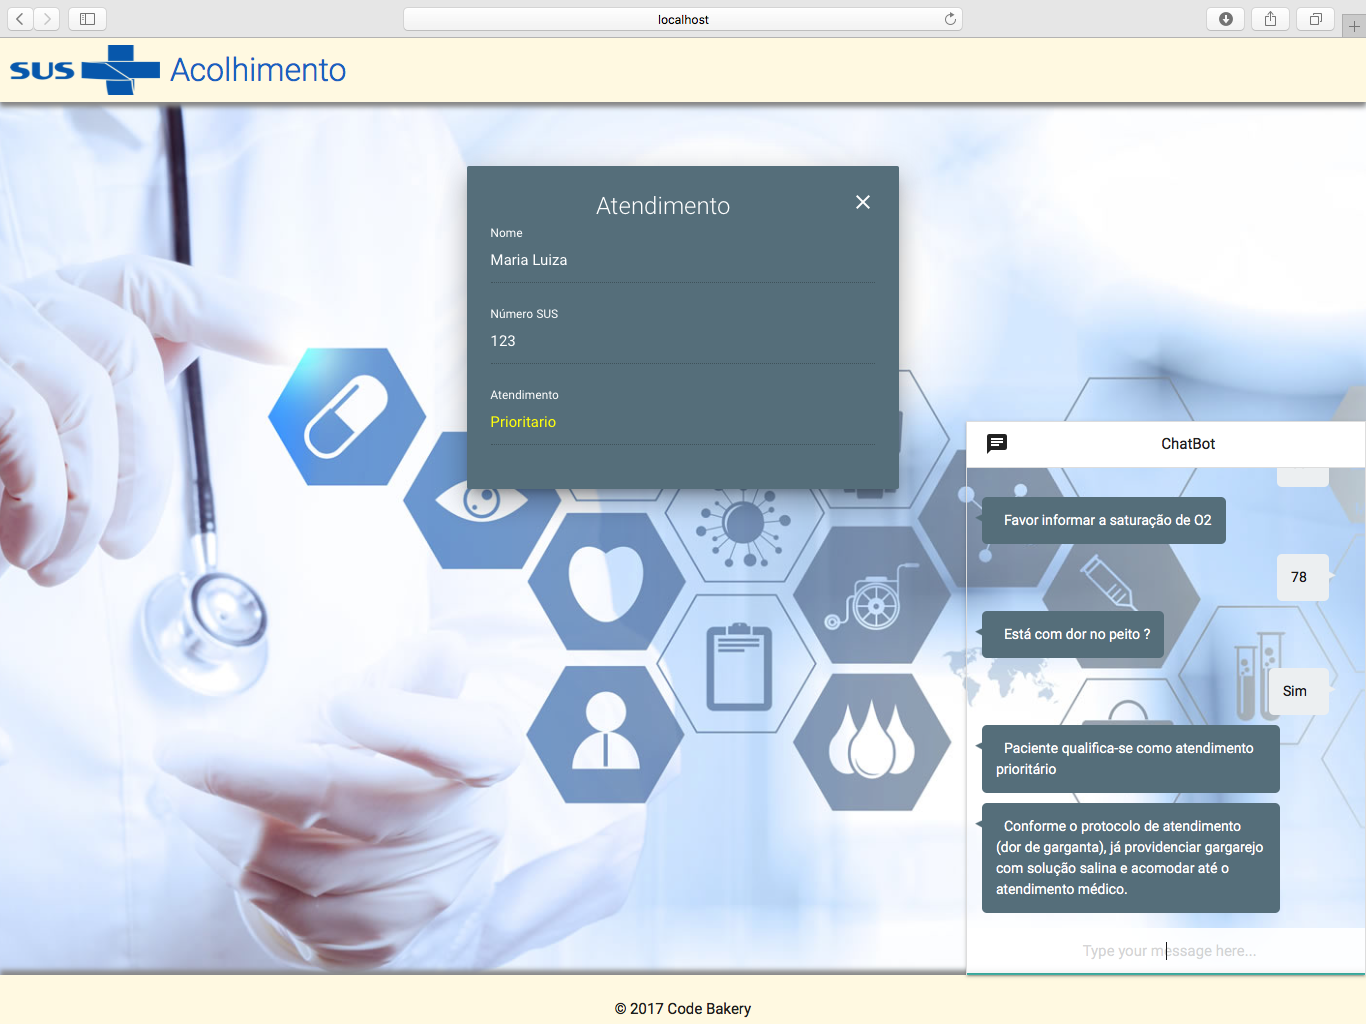 localhost
SUS Acolhimento
Atendimento
Nome
Maria Luiza
Número SUS
123
Atendimento
Prioritario
ChatBot
Favor informar a saturação de O2
78
Está com dor no peito ?
Sim
Paciente qualifica-se como atendimento
prioritário
Conforme o protocolo de atendimento
(dor de garganta), já providenciar gargarejo
com solução salina e acomodar até o
atendimento médico.
Type your message here...
© 2017 Code Bakery